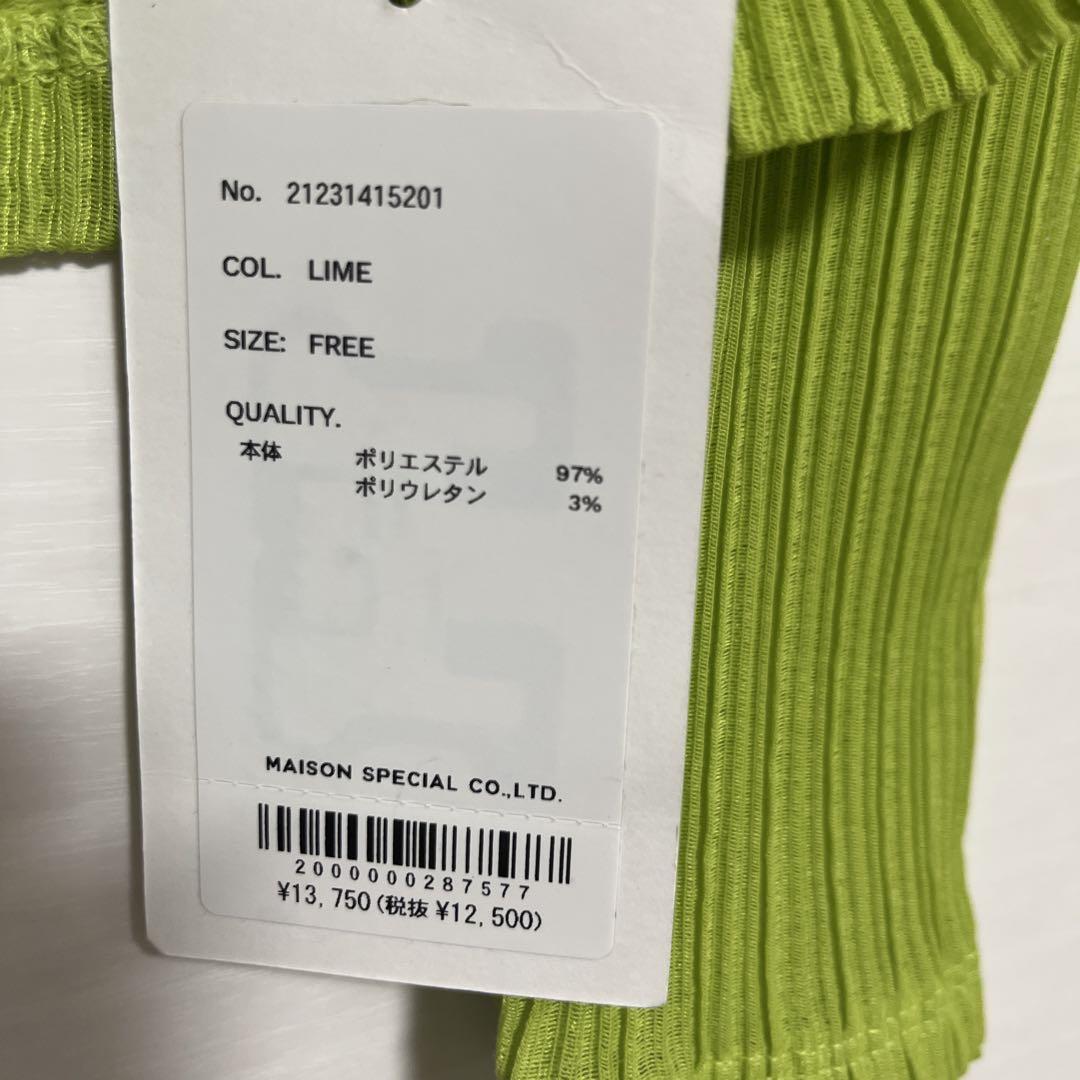 No. 21231415201
COL. LIME
SIZE: FREE
QUALITY.
本体 ポリエステル 97%
ポリウレタン 3%
MAISON SPECIAL CO.,LTD.
2000000287577
¥13,750(税抜 ¥12,500)